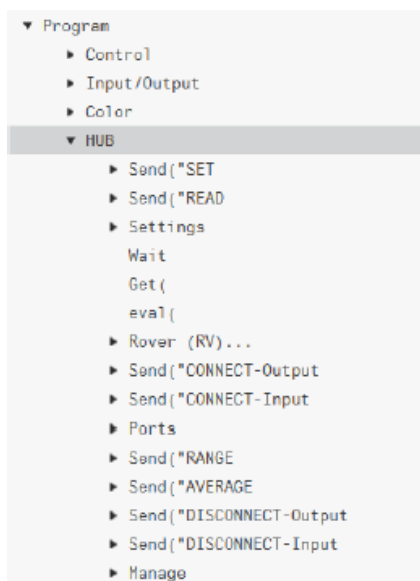 Program
Control
Input/Output
Color
HUB
Send("SET
Send("READ
Settings
Wait
Get(
eval(
Rover (RV)...
Send("CONNECT-Output
Send("CONNECT-Input
Ports
Send("RANGE
Send("AVERAGE
Send("DISCONNECT-Output
Send("DISCONNECT-Input
Manage